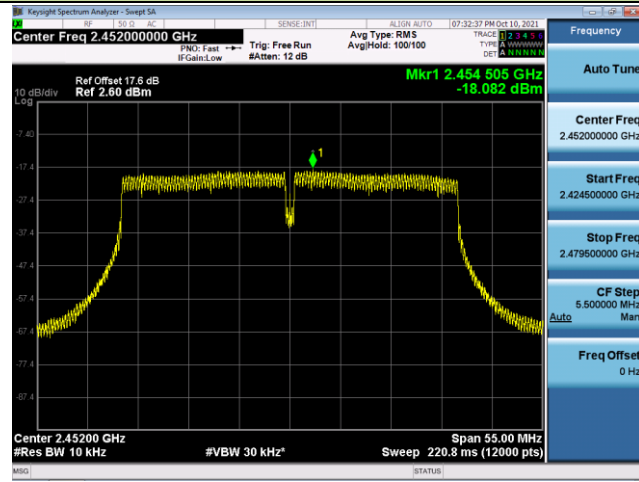 Keysight Spectrum Analyzer - Swept SA
RF 50 Ω AC SENSE:INT ALIGN AUTO 07:32:37 PM Oct 10, 2021
Center Freq 2.452000000 GHz
PNO: Fast
IFGain:Low
Trig: Free Run
#Atten: 12 dB
Avg Type: RMS
Avg|Hold: 100/100
TRACE 1 2 3 4 5 6
TYPE A WWWWW
DET A N N N N N
Ref Offset 17.6 dB
10 dB/div Ref 2.60 dBm
Log
Mkr1 2.454 505 GHz
-18.082 dBm
1
-7.40
-17.4
-27.4
-37.4
-47.4
-57.4
-67.4
-77.4
-87.4
Center 2.45200 GHz
#Res BW 10 kHz
#VBW 30 kHz*
Span 55.00 MHz
Sweep 220.8 ms (12000 pts)
MSG
STATUS
Frequency
Auto Tune
Center Freq
2.452000000 GHz
Start Freq
2.424500000 GHz
Stop Freq
2.479500000 GHz
CF Step
5.500000 MHz
Auto Man
Freq Offset
0 Hz